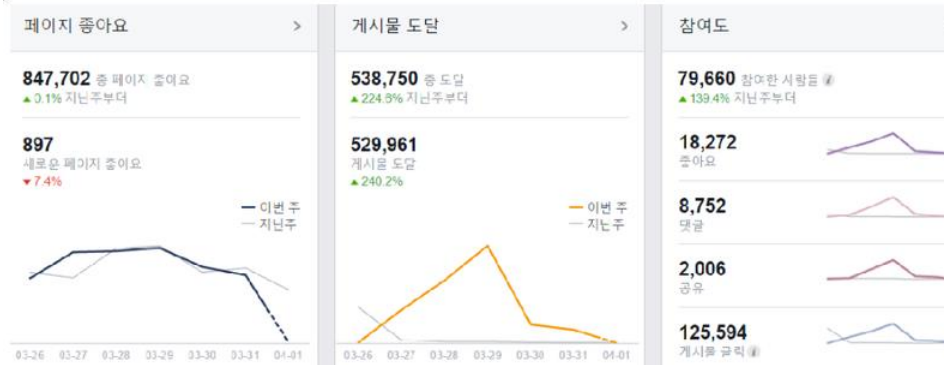 페이지 좋아요
847,702 총 페이지 좋아요
▲0.1% 지난주부터
897
새로운 페이지 좋아요
▼7.4%
이번 주
지난주
03-26 03-27 03-28 03-29 03-30 03-31 04-01
게시물 도달
538,750 총 도달
▲224.6% 지난주부터
529,961
게시물 도달
▲240.2%
이번 주
지난주
03-26 03-27 03-28 03-29 03-30 03-31 04-01
참여도
79,660 참여한 사람들
▲139.4% 지난주부터
18,272
좋아요
8,752
댓글
2,006
공유
125,594
게시물 클릭